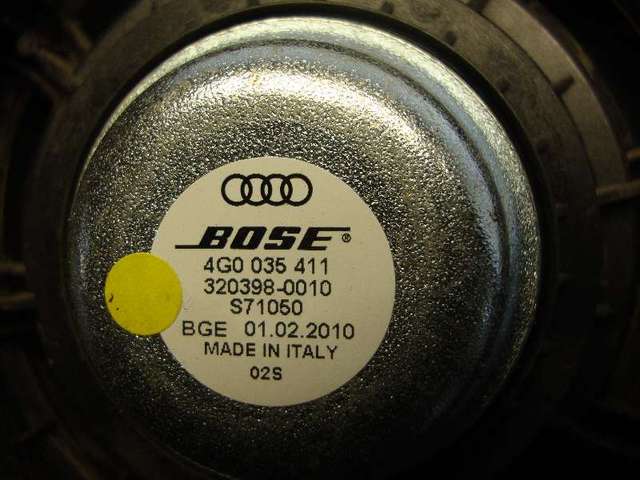 BOSE®
4G0 035 411
320398-0010
S71050
BGE 01.02.2010
MADE IN ITALY
02S